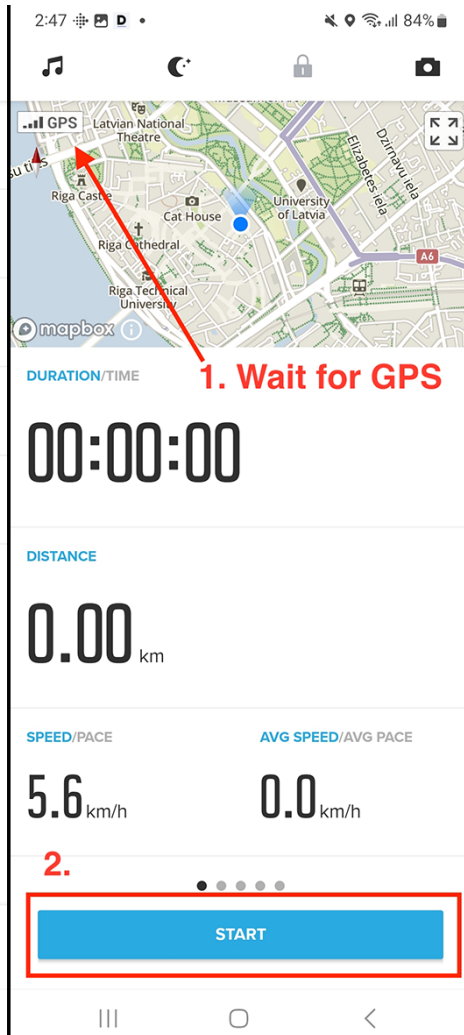 2:47
D
84%
GPS
Latvian National
Theatre
Elizabetes iela
Dzirnavu iela
Riga Castle
Cat House
University
of Latvia
Riga Cathedral
A6
Riga Technical
University
mapbox
1. Wait for GPS
DURATION/TIME
00:00:00
DISTANCE
0.00 km
SPEED/PACE
AVG SPEED/AVG PACE
5.6 km/h
0.0 km/h
2.
START